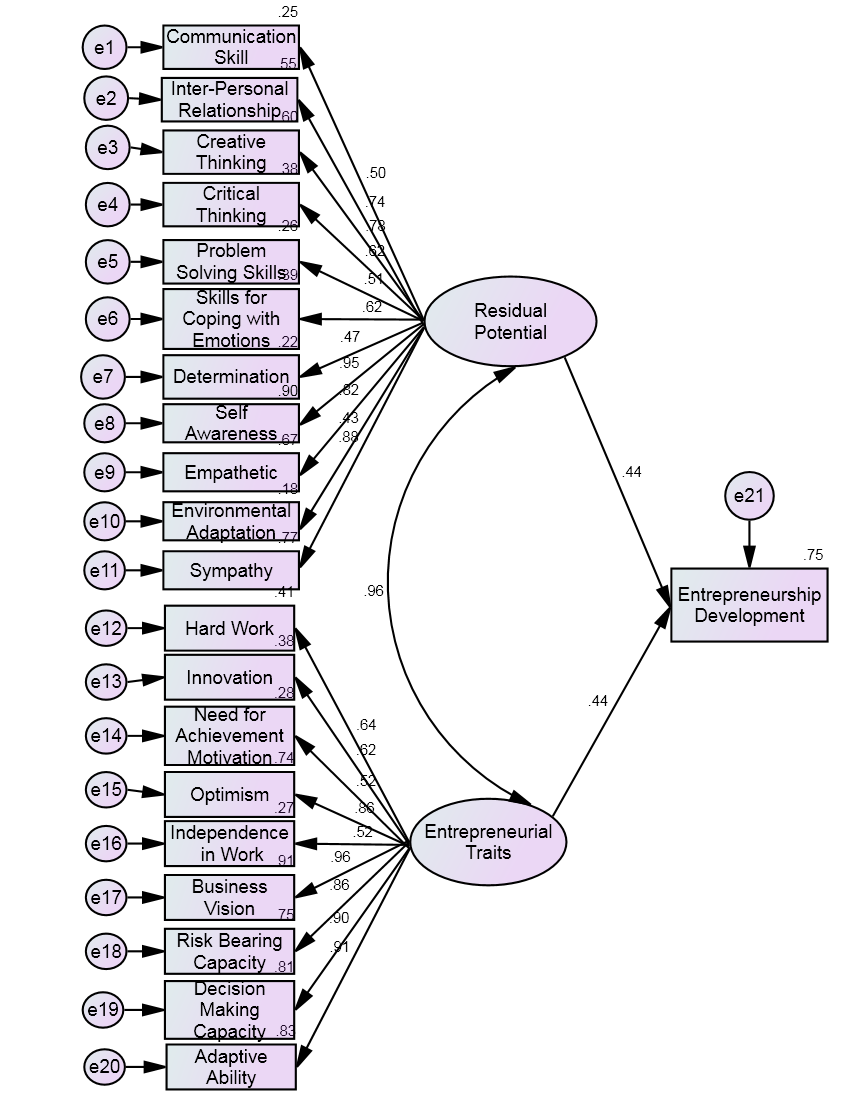 .25
e1
Communication
Skill
.55
e2
Inter-Personal
Relationship
.60
e3
Creative
Thinking
.38
e4
Critical
Thinking
.26
e5
Problem
Solving Skills
.39
e6
Skills for
Coping with
Emotions
.22
e7
Determination
.90
e8
Self
Awareness
.67
e9
Empathetic
.18
e10
Environmental
Adaptation
.77
e11
Sympathy
.41
e12
Hard Work
.38
e13
Innovation
.28
e14
Need for
Achievement
Motivation
.74
e15
Optimism
.27
e16
Independence
in Work
.91
e17
Business
Vision
.75
e18
Risk Bearing
Capacity
.81
e19
Decision
Making
Capacity
.83
e20
Adaptive
Ability
.50
.74
.78
.62
.51
.62
.47
.95
.82
.43
.88
Residual
Potential
.64
.62
.52
.86
.52
.96
.86
.90
.91
Entrepreneurial
Traits
.96
.44
.44
e21
.75
Entrepreneurship
Development